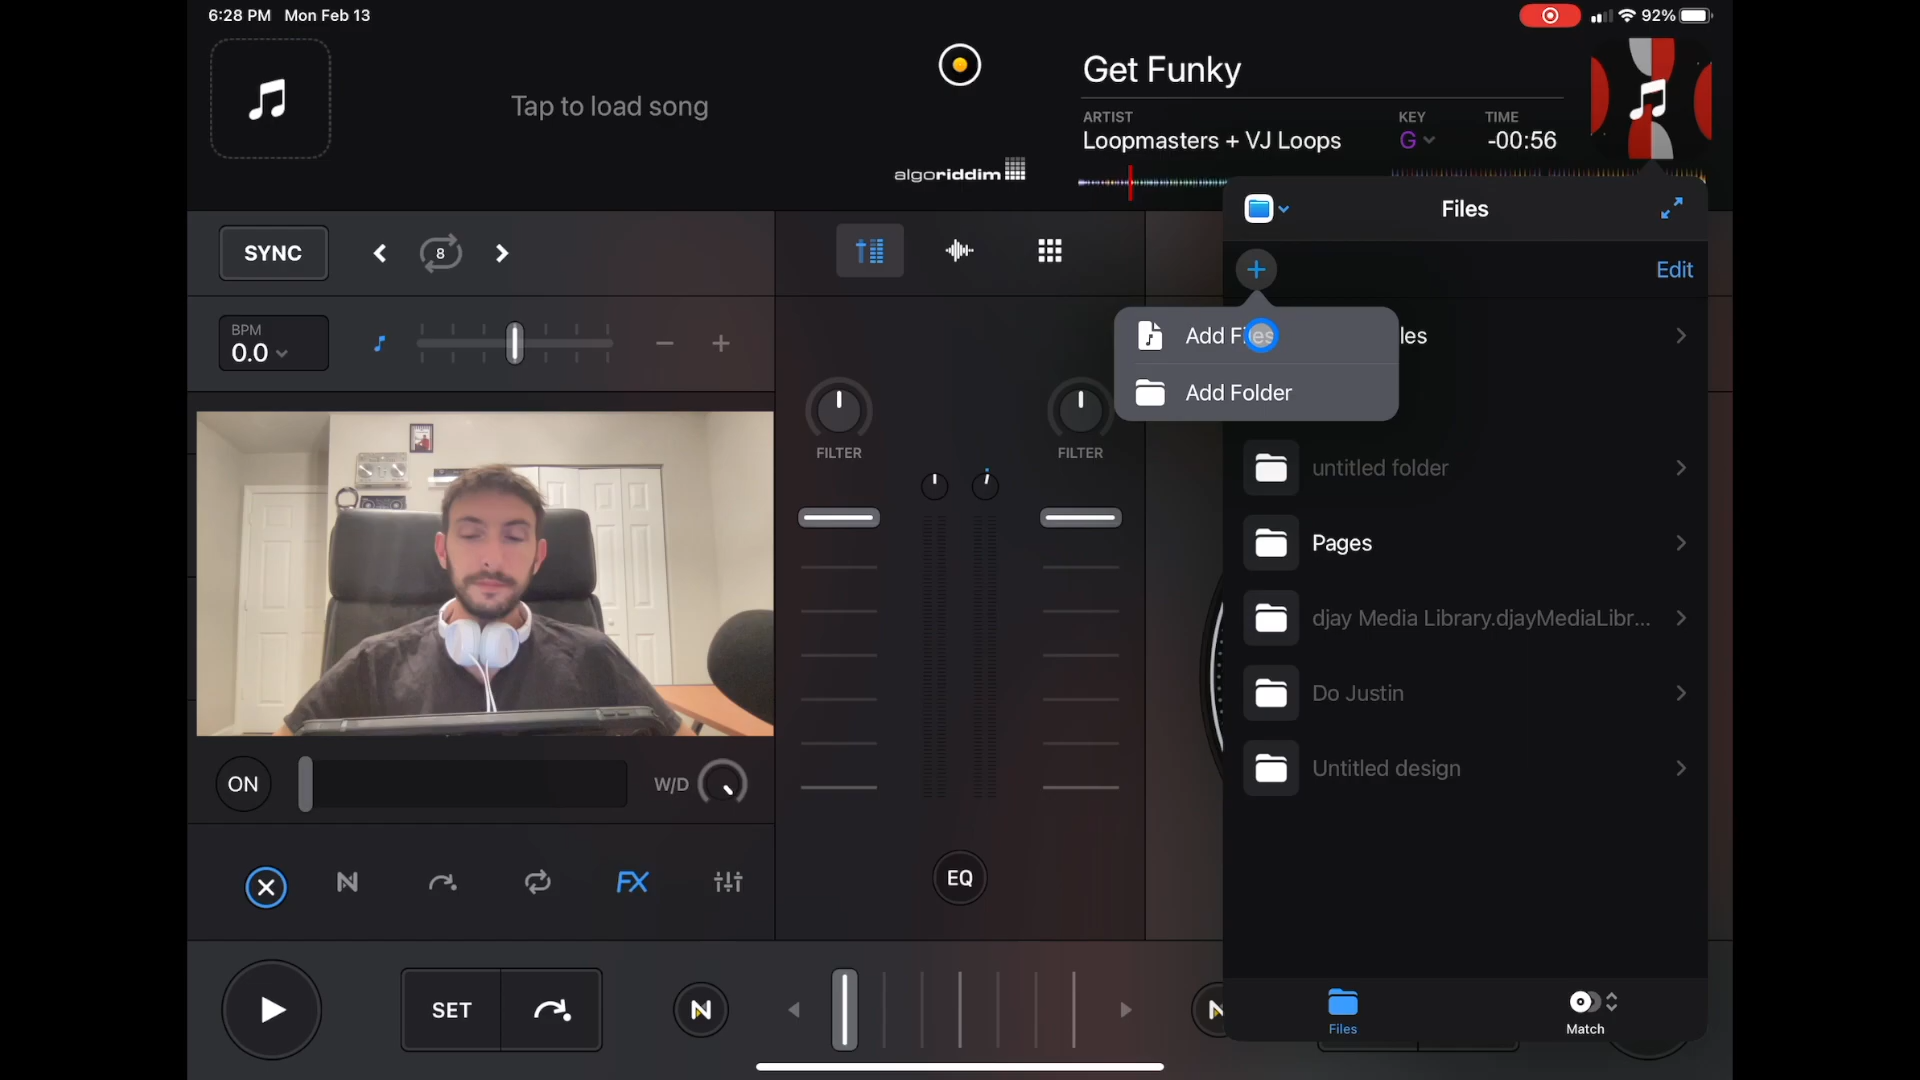 6:28 PM Mon Feb 13
92%
Tap to load song
algoriddim
Get Funky
ARTIST
Loopmasters + VJ Loops
KEY
G
TIME
-00:56
Files
Edit
SYNC
8
BPM
0.0
FILTER
FILTER
Add Files
Add Folder
les
untitled folder
Pages
djay Media Library.djayMediaLibr...
Do Justin
Untitled design
ON
W/D
FX
EQ
SET
Files
Match